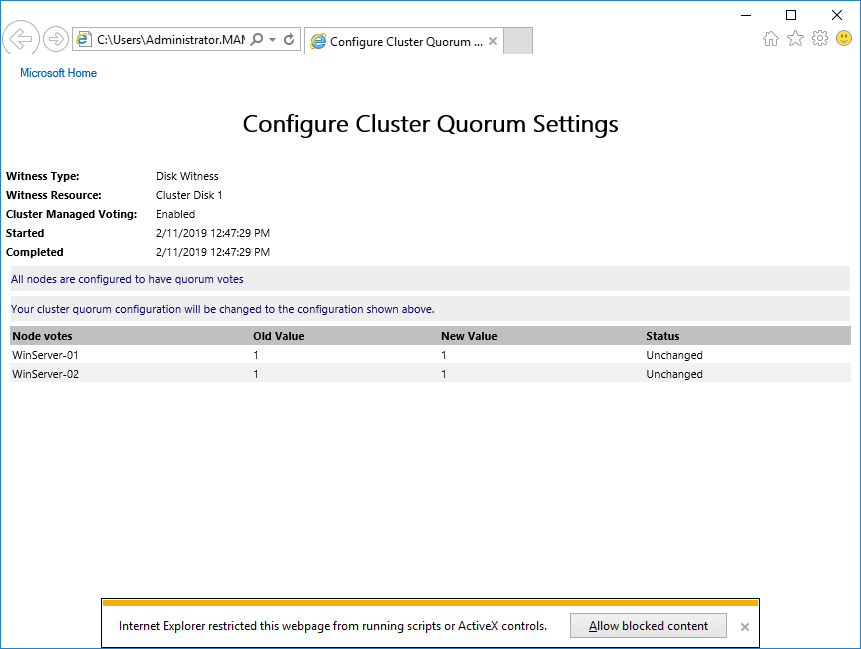 C:\Users\Administrator.MAN
Configure Cluster Quorum ...
Microsoft Home
Configure Cluster Quorum Settings
Witness Type: Disk Witness
Witness Resource: Cluster Disk 1
Cluster Managed Voting: Enabled
Started 2/11/2019 12:47:29 PM
Completed 2/11/2019 12:47:29 PM
All nodes are configured to have quorum votes
Your cluster quorum configuration will be changed to the configuration shown above.
Node votes Old Value New Value Status
WinServer-01 1 1 Unchanged
WinServer-02 1 1 Unchanged
Internet Explorer restricted this webpage from running scripts or ActiveX controls. Allow blocked content